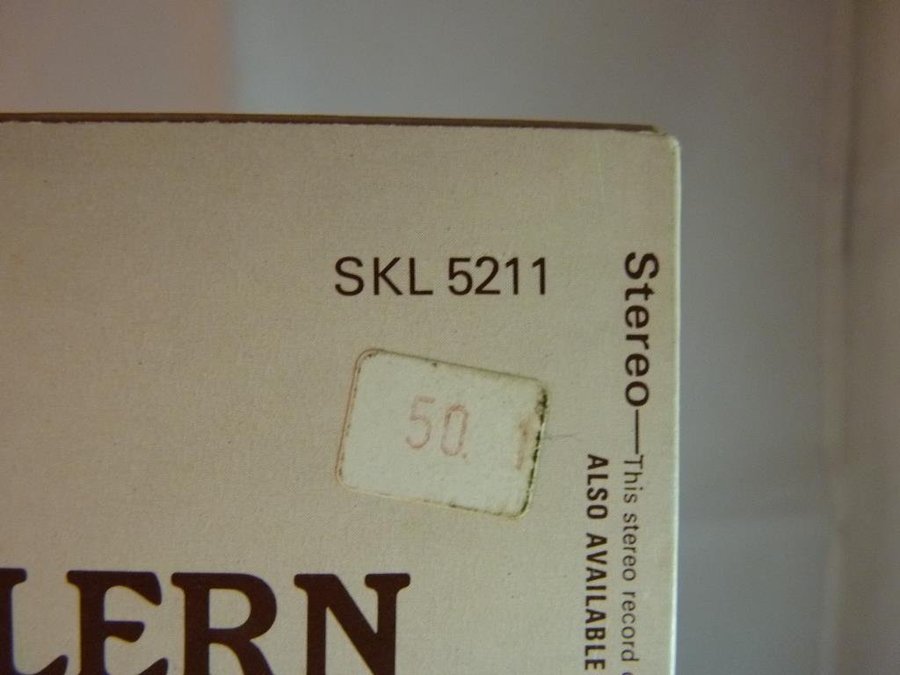 SKL 5211
50.
Stereo—This stereo record
ALSO AVAILABLE
LERN